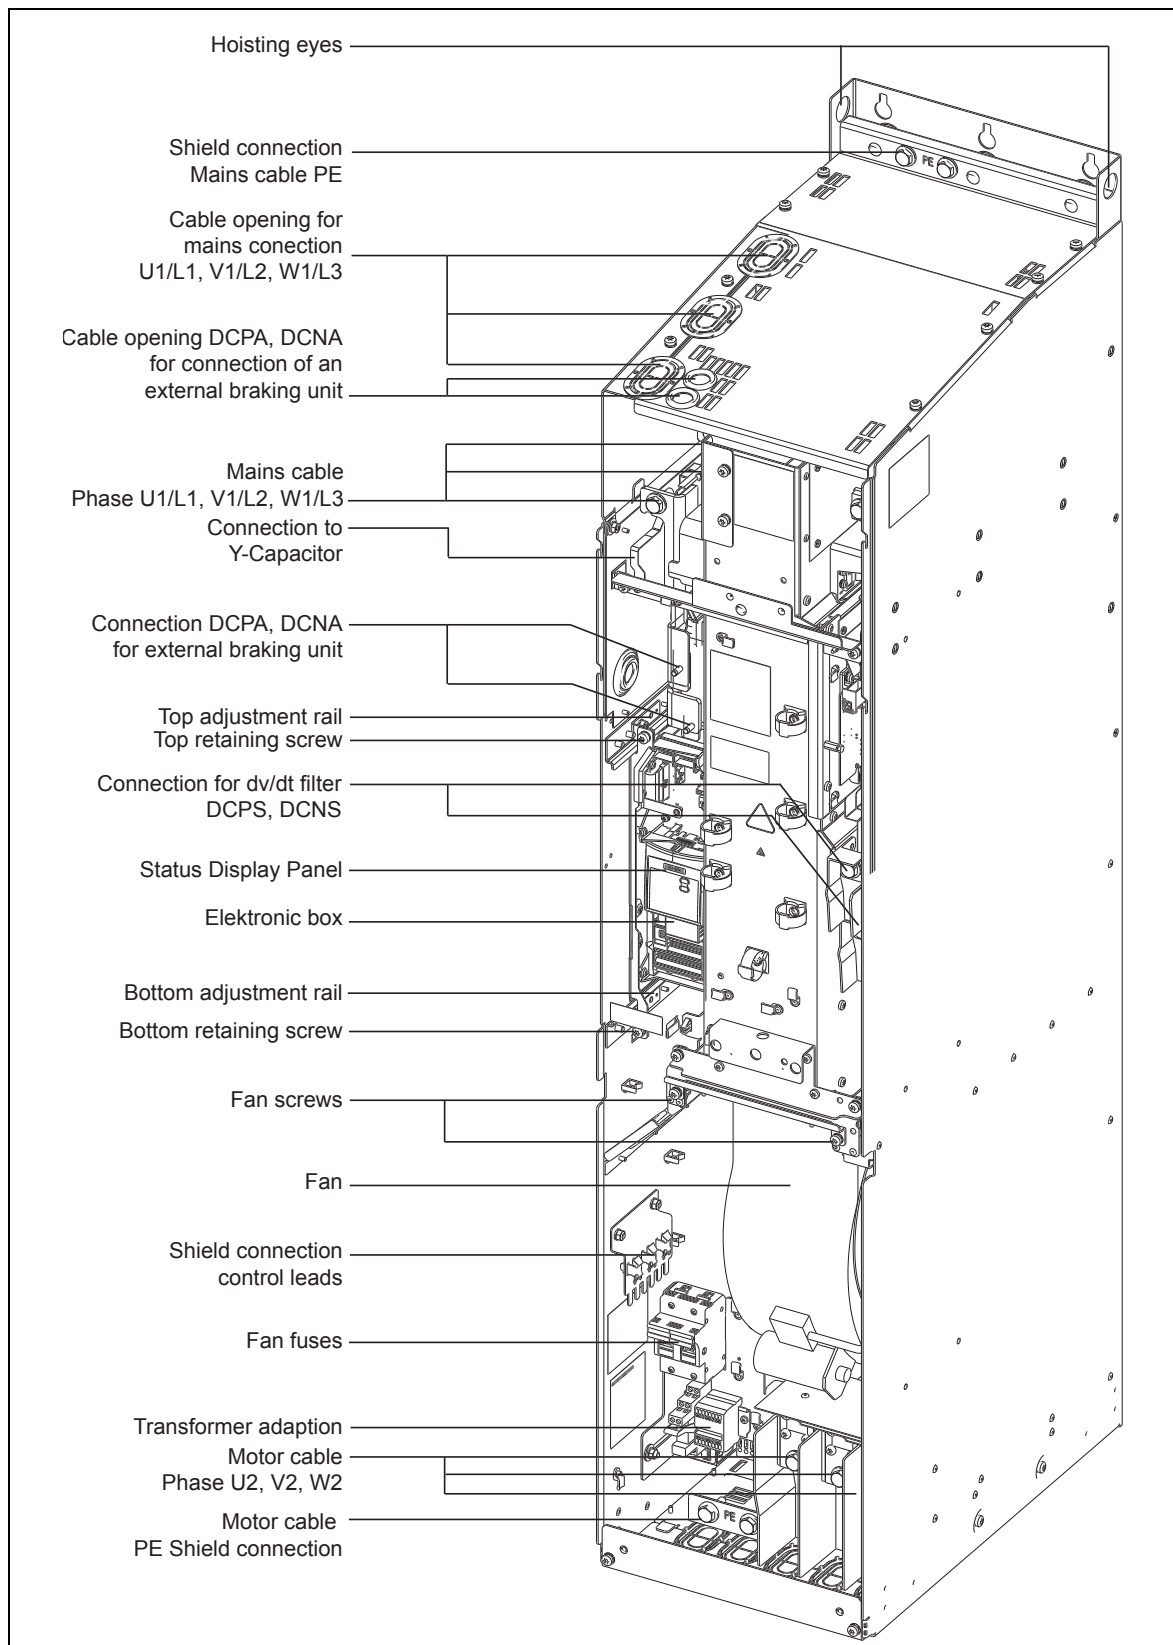 Hoisting eyes
Shield connection
Mains cable PE
Cable opening for
mains conection
U1/L1, V1/L2, W1/L3
Cable opening DCPA, DCNA
for connection of an
external braking unit
Mains cable
Phase U1/L1, V1/L2, W1/L3
Connection to
Y-Capacitor
Connection DCPA, DCNA
for external braking unit
Top adjustment rail
Top retaining screw
Connection for dv/dt filter
DCPS, DCNS
Status Display Panel
Elektronic box
Bottom adjustment rail
Bottom retaining screw
Fan screws
Fan
Shield connection
control leads
Fan fuses
Transformer adaption
Motor cable
Phase U2, V2, W2
Motor cable
PE Shield connection
PE
PE